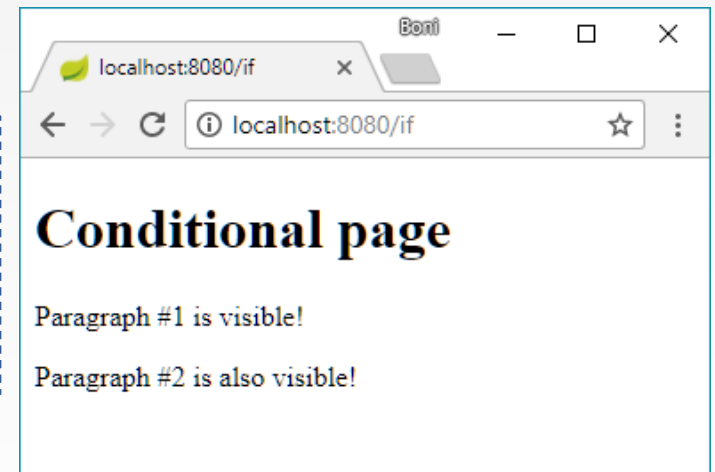 Boni
localhost:8080/if
localhost:8080/if
Conditional page
Paragraph #1 is visible!
Paragraph #2 is also visible!